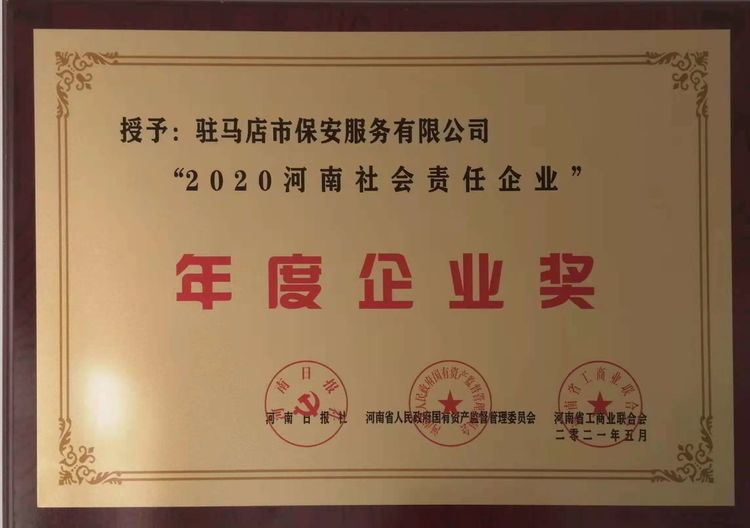 授予：驻马店市保安服务有限公司
“2020河南社会责任企业”
年度企业奖
河南日报社
河南省人民政府国有资产监督管理委员会
河南省工商业联合会
二零二一年五月